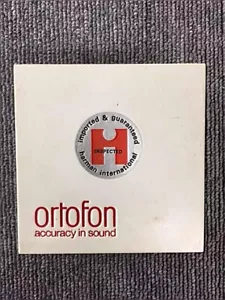 imported & guaranteed
INSPECTED
harman international
ortofon
accuracy in sound